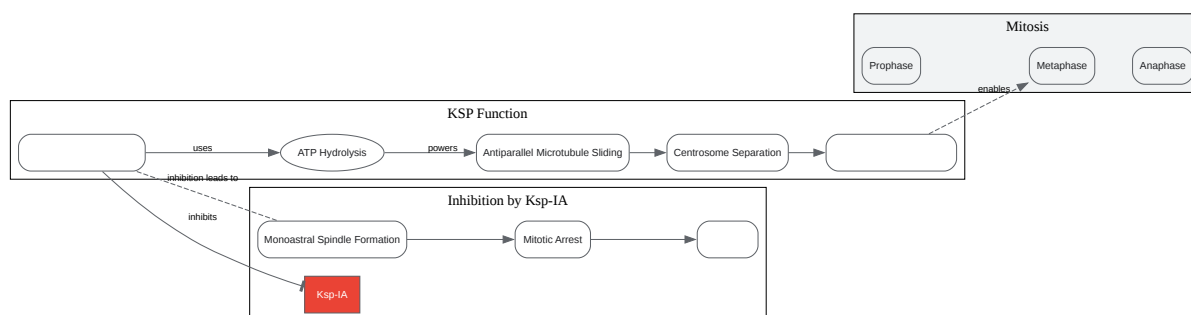 Mitosis
Prophase
Metaphase
Anaphase
enables
KSP Function
uses
ATP Hydrolysis
powers
Antiparallel Microtubule Sliding
Centrosome Separation
inhibition leads to
inhibits
Inhibition by Ksp-IA
Monoastral Spindle Formation
Mitotic Arrest
Ksp-IA